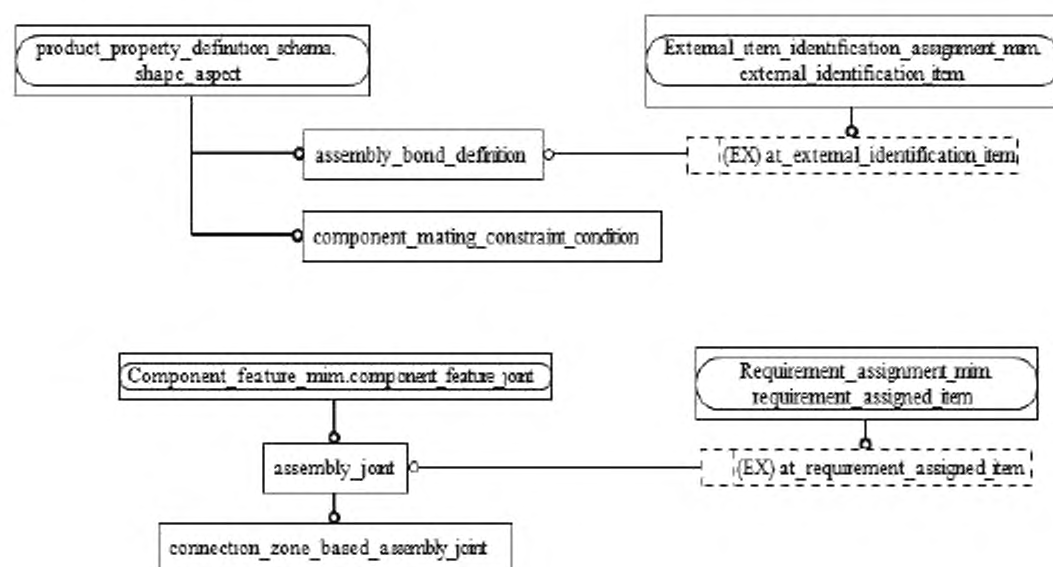 product_property_definition_schema.
shape_aspect
External_item_identification_assignment_mim.
external_identification_item
assembly_bond_definition
(EX) at_external_identification_item
component_mating_constraint_condition
Component_feature_mim.component_feature_joint
Requirement_assignment_mim.
requirement_assigned_item
assembly_joint
(EX) at_requirement_assigned_item
connection_zone_based_assembly_joint